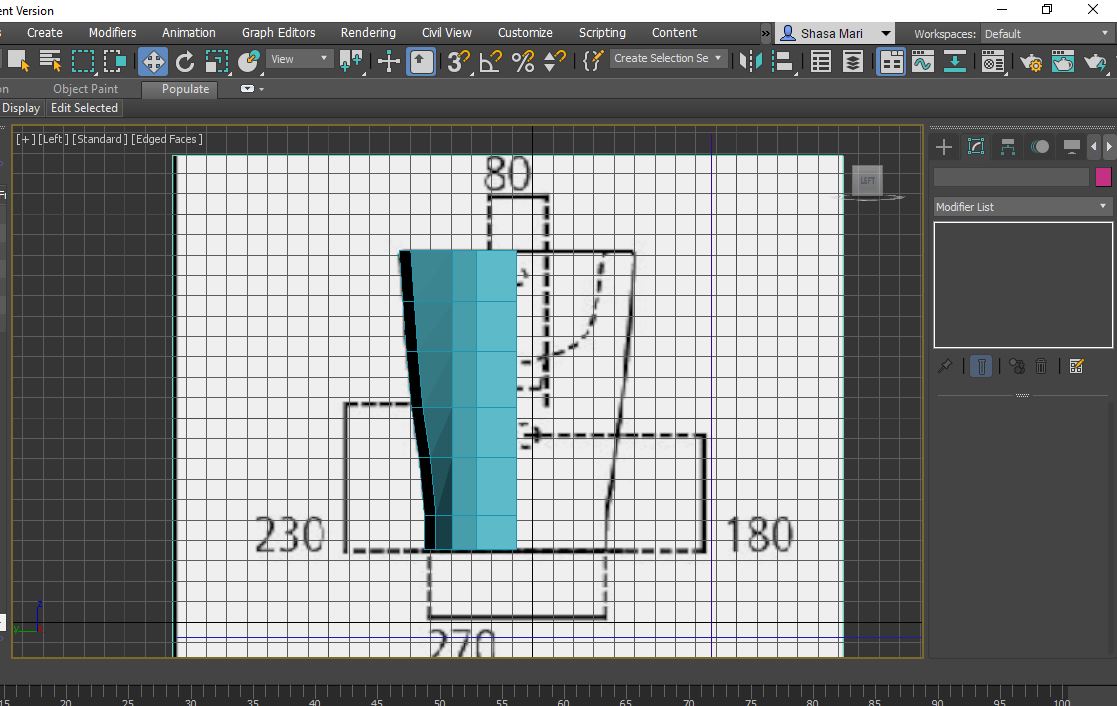 ent Version
s Create Modifiers Animation Graph Editors Rendering Civil View Customize Scripting Content » Shasa Mari Workspaces: Default
View Create Selection Se
on Object Paint Populate
Display Edit Selected
[+] [Left] [Standard] [Edged Faces]
80
LEFT
Fr
Modifier List
230
180
270
z
y
15 20 25 30 35 40 45 50 55 60 65 70 75 80 85 90 95 100